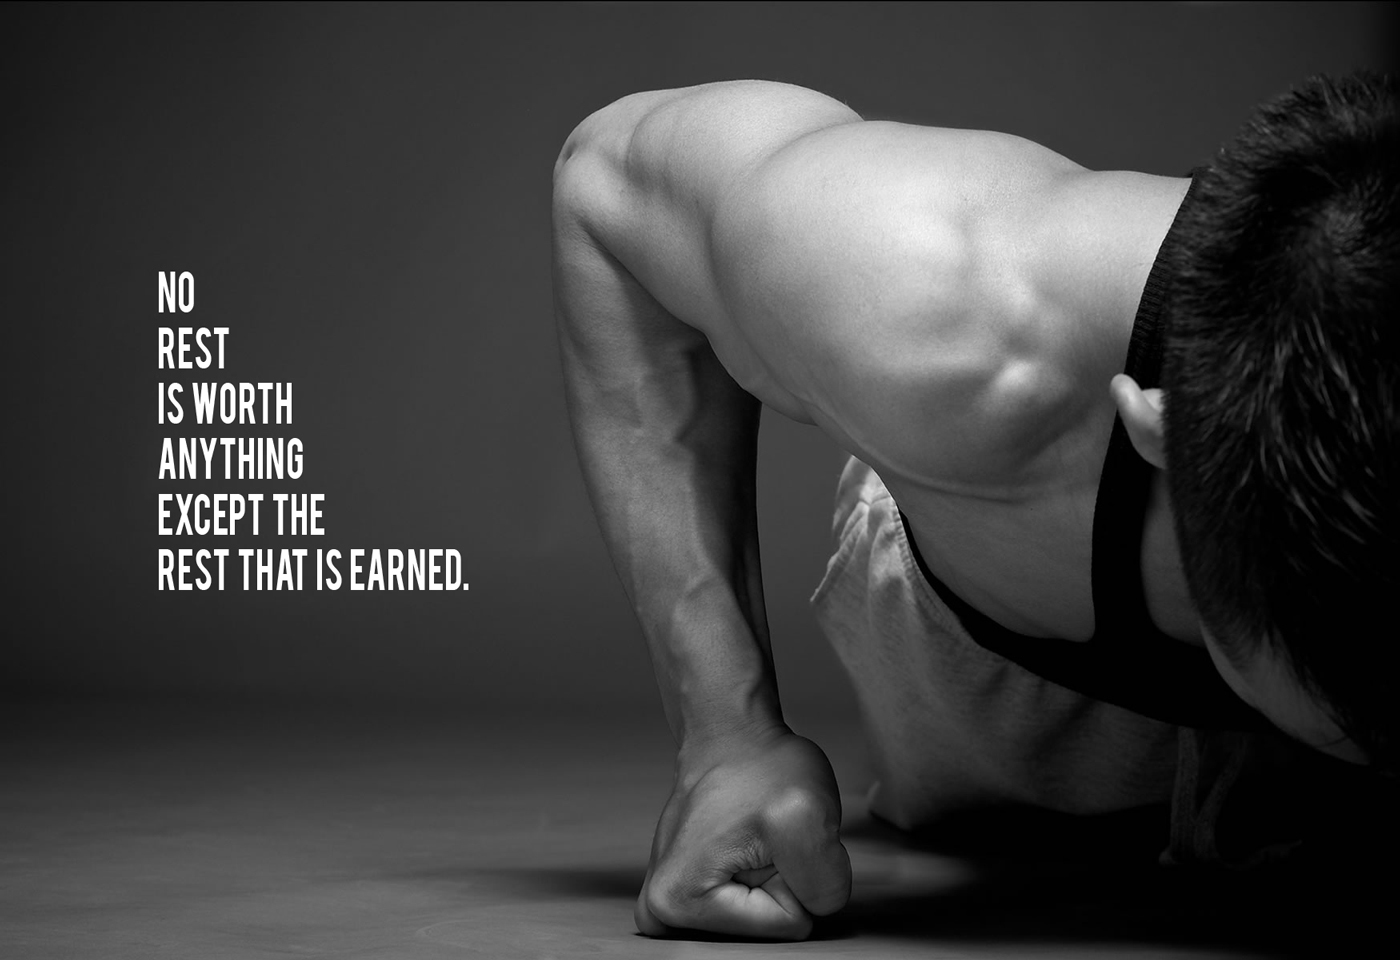 NO
REST
IS WORTH
ANYTHING
EXCEPT THE
REST THAT IS EARNED.